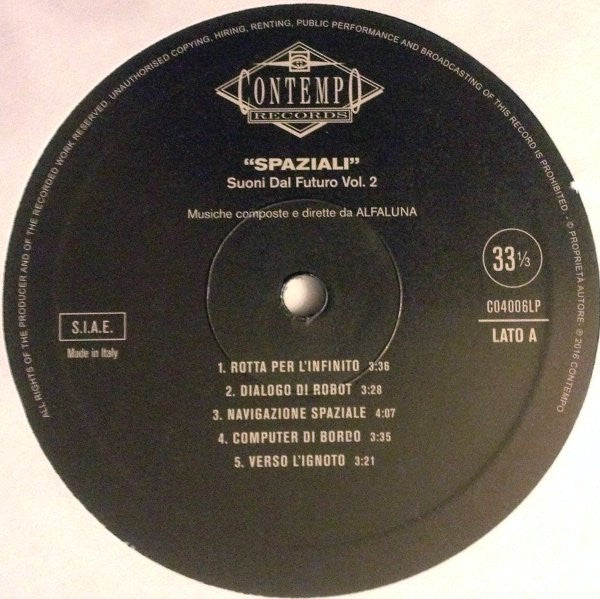 ALL RIGHTS OF THE PRODUCER AND OF THE RECORDED WORK RESERVED. UNAUTHORISED COPYING, HIRING, RENTING, PUBLIC PERFORMANCE AND BROADCASTING OF THIS RECORD IS PROHIBITED - © PROPRIETÀ AUTORE- ℗ 2016 CONTEMPO
CONTEMPO
RECORDS
“SPAZIALI”
Suoni Dal Futuro Vol. 2
Musiche composte e dirette da ALFALUNA
33 1/3
CO4006LP
LATO A
S.I.A.E.
Made in Italy
1. ROTTA PER L'INFINITO 3:36
2. DIALOGO DI ROBOT 3:28
3. NAVIGAZIONE SPAZIALE 4:07
4. COMPUTER DI BORDO 3:35
5. VERSO L'IGNOTO 3:21